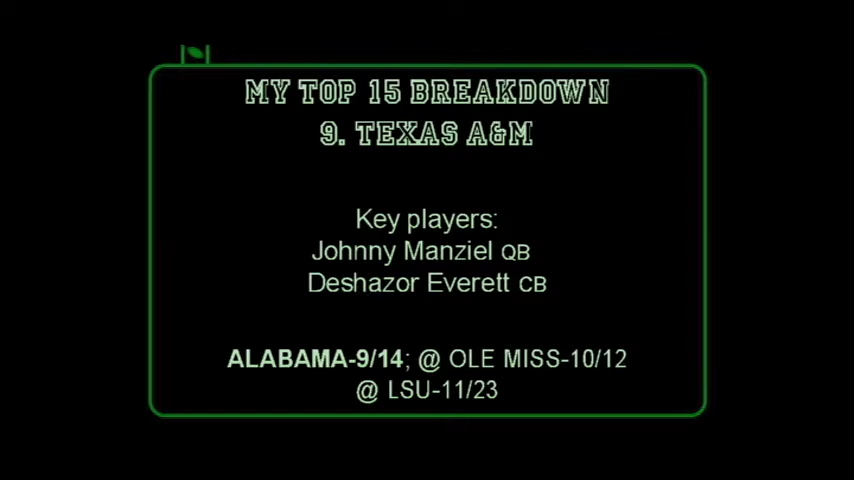 MY TOP 15 BREAKDOWN
9. TEXAS A&M
Key players:
Johnny Manziel QB
Deshazor Everett CB
ALABAMA-9/14; @ OLE MISS-10/12
@ LSU-11/23